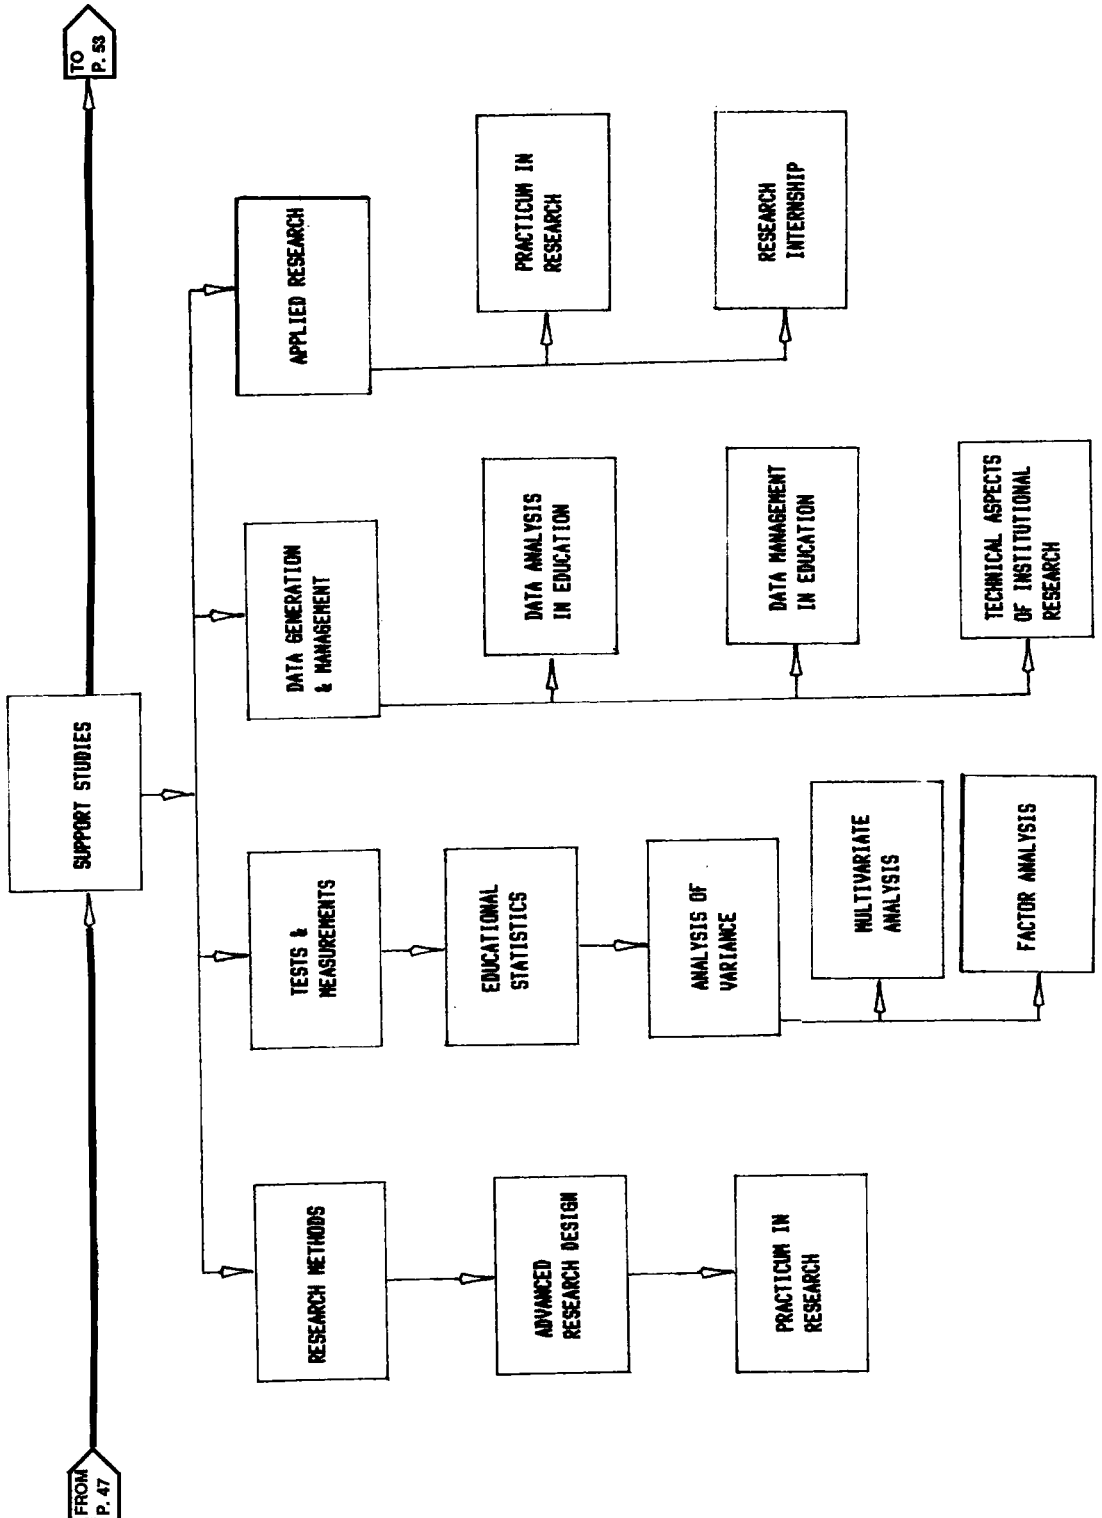 FROM
P. 47
SUPPORT STUDIES
TO
P. 53
RESEARCH METHODS
ADVANCED
RESEARCH DESIGN
PRACTICUM IN
RESEARCH
TESTS &
MEASUREMENTS
EDUCATIONAL
STATISTICS
ANALYSIS OF
VARIANCE
MULTIVARIATE
ANALYSIS
FACTOR ANALYSIS
DATA GENERATION
& MANAGEMENT
DATA ANALYSIS
IN EDUCATION
DATA MANAGEMENT
IN EDUCATION
TECHNICAL ASPECTS
OF INSTITUTIONAL
RESEARCH
APPLIED RESEARCH
PRACTICUM IN
RESEARCH
RESEARCH
INTERNSHIP